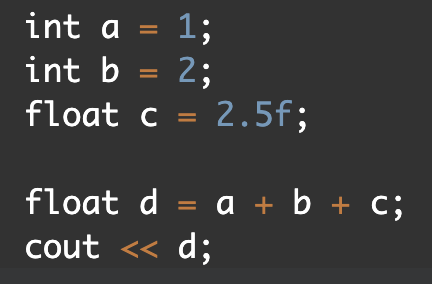 int a = 1;
int b = 2;
float c = 2.5f;
float d = a + b + c;
cout << d;